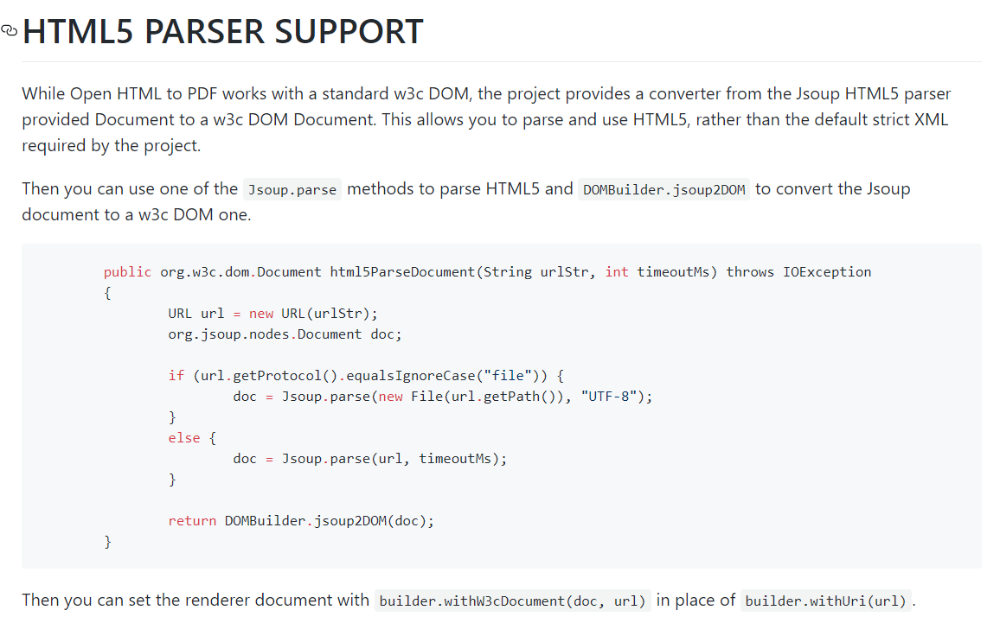 HTML5 PARSER SUPPORT
While Open HTML to PDF works with a standard w3c DOM, the project provides a converter from the Jsoup HTML5 parser
provided Document to a w3c DOM Document. This allows you to parse and use HTML5, rather than the default strict XML
required by the project.
Then you can use one of the Jsoup.parse methods to parse HTML5 and DOMBuilder.jsoup2DOM to convert the Jsoup
document to a w3c DOM one.
public org.w3c.dom.Document html5ParseDocument(String urlStr, int timeoutMs) throws IOException
{
URL url = new URL(urlStr);
org.jsoup.nodes.Document doc;
if (url.getProtocol().equalsIgnoreCase("file")) {
doc = Jsoup.parse(new File(url.getPath()), "UTF-8");
}
else {
doc = Jsoup.parse(url, timeoutMs);
}
return DOMBuilder.jsoup2DOM(doc);
}
Then you can set the renderer document with builder.withW3cDocument(doc, url) in place of builder.withUri(url).